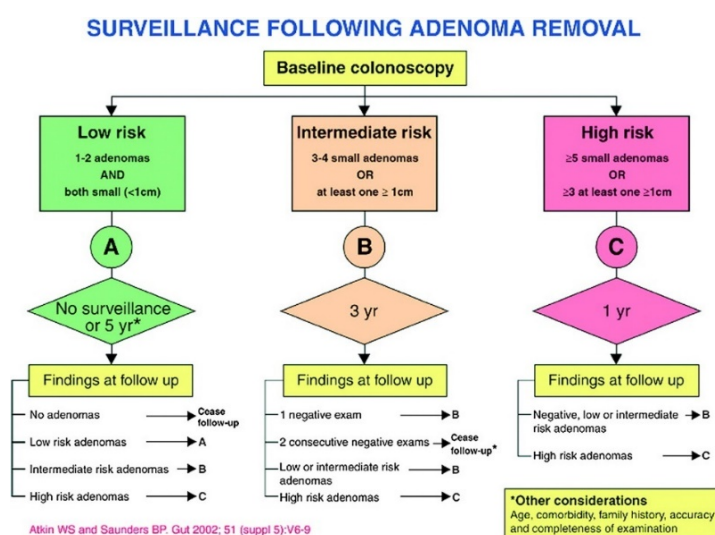 SURVEILLANCE FOLLOWING ADENOMA REMOVAL
Baseline colonoscopy
Low risk
1-2 adenomas
AND
both small (<1cm)
Intermediate risk
3-4 small adenomas
OR
at least one ≥ 1cm
High risk
≥5 small adenomas
OR
≥3 at least one ≥1cm
A
B
C
No surveillance
or 5 yr*
3 yr
1 yr
Findings at follow up
No adenomas
Cease
follow-up
Low risk adenomas
A
Intermediate risk adenomas
B
High risk adenomas
C
Findings at follow up
1 negative exam
B
2 consecutive negative exams
Cease
follow-up*
Low or intermediate risk
adenomas
B
High risk adenomas
C
Findings at follow up
Negative, low or intermediate
risk adenomas
B
High risk adenomas
C
*Other considerations
Age, comorbidity, family history, accuracy
and completeness of examination
Atkin WS and Saunders BP. Gut 2002; 51 (suppl 5):V6-9